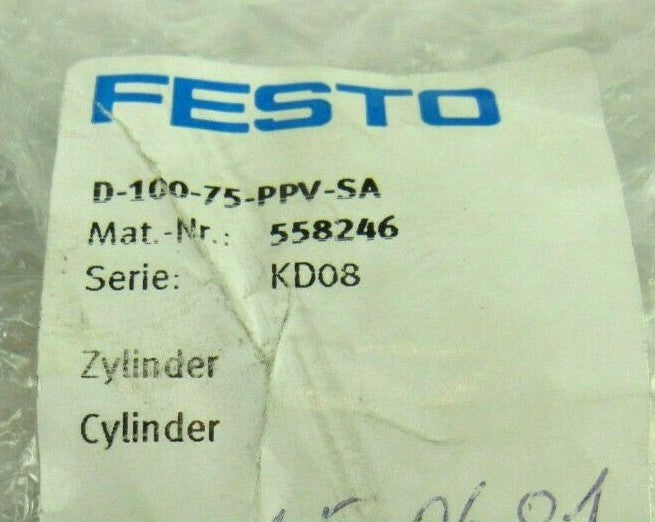 FESTO
D-100-75-PPV-SA
Mat.-Nr.: 558246
Serie: KD08
Zylinder
Cylinder